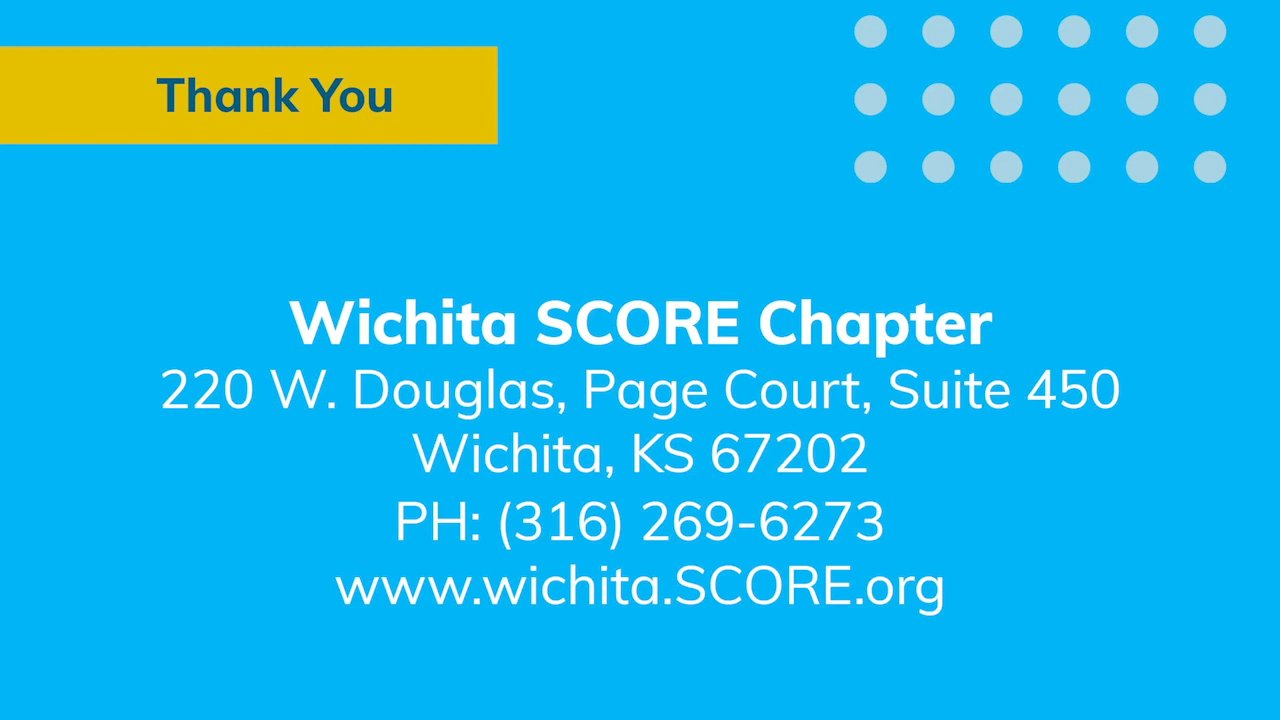 Thank You
Wichita SCORE Chapter
220 W. Douglas, Page Court, Suite 450
Wichita, KS 67202
PH: (316) 269-6273
www.wichita.SCORE.org